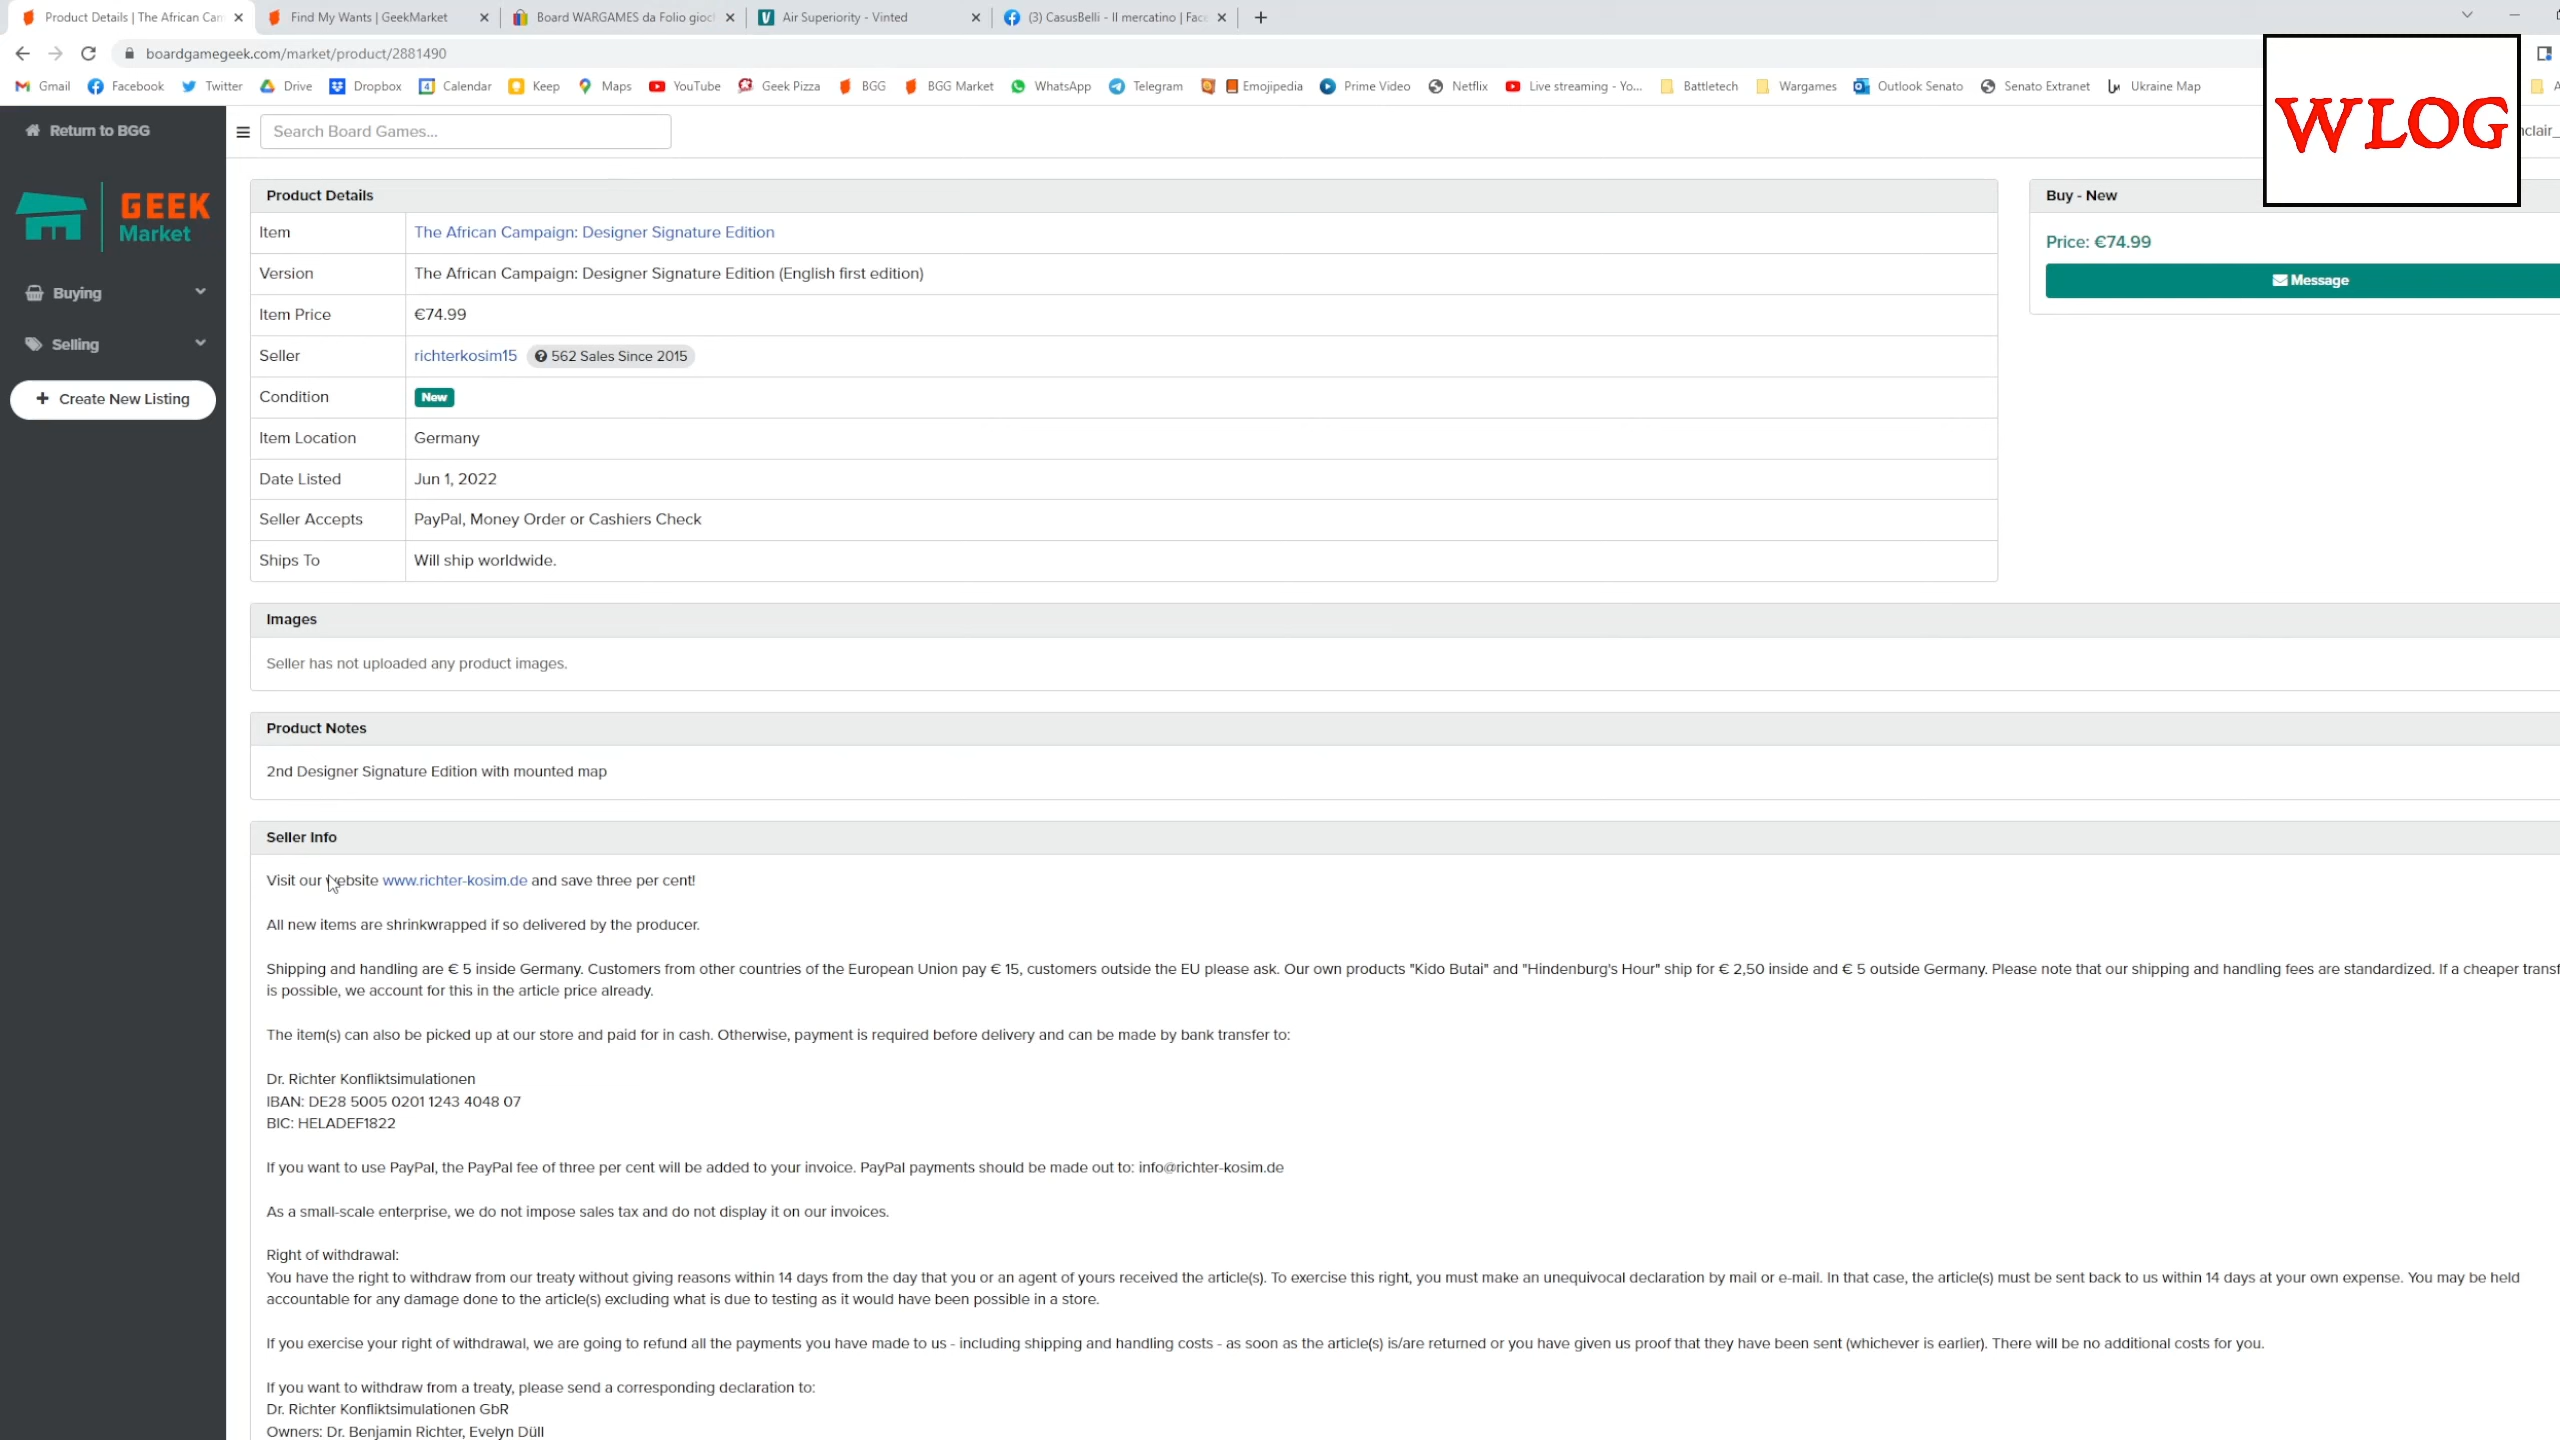 Product Details | The African Can
Find My Wants | GeekMarket
Board WARGAMES da Folio gioc
Air Superiority - Vinted
(3) CasusBelli - Il mercatino | Face
boardgamegeek.com/market/product/2881490
Gmail
Facebook
Twitter
Drive
Dropbox
Calendar
Keep
Maps
YouTube
Geek Pizza
BGG
BGG Market
WhatsApp
Telegram
Emojipedia
Prime Video
Netflix
Live streaming - Yo...
Battletech
Wargames
Outlook Senato
Senato Extranet
Ukraine Map
WLOG
Return to BGG
Search Board Games...
nclair_
GEEK
Market
Buying
Selling
+ Create New Listing
Product Details
Item The African Campaign: Designer Signature Edition
Version The African Campaign: Designer Signature Edition (English first edition)
Item Price €74.99
Seller richterkosim15 562 Sales Since 2015
Condition New
Item Location Germany
Date Listed Jun 1, 2022
Seller Accepts PayPal, Money Order or Cashiers Check
Ships To Will ship worldwide.
Buy - New
Price: €74.99
Message
Images
Seller has not uploaded any product images.
Product Notes
2nd Designer Signature Edition with mounted map
Seller Info
Visit our website www.richter-kosim.de and save three per cent!
All new items are shrinkwrapped if so delivered by the producer.
Shipping and handling are € 5 inside Germany. Customers from other countries of the European Union pay € 15, customers outside the EU please ask. Our own products "Kido Butai" and "Hindenburg's Hour" ship for € 2,50 inside and € 5 outside Germany. Please note that our shipping and handling fees are standardized. If a cheaper transf
is possible, we account for this in the article price already.
The item(s) can also be picked up at our store and paid for in cash. Otherwise, payment is required before delivery and can be made by bank transfer to:
Dr. Richter Konfliktsimulationen
IBAN: DE28 5005 0201 1243 4048 07
BIC: HELADEF1822
If you want to use PayPal, the PayPal fee of three per cent will be added to your invoice. PayPal payments should be made out to: info@richter-kosim.de
As a small-scale enterprise, we do not impose sales tax and do not display it on our invoices.
Right of withdrawal:
You have the right to withdraw from our treaty without giving reasons within 14 days from the day that you or an agent of yours received the article(s). To exercise this right, you must make an unequivocal declaration by mail or e-mail. In that case, the article(s) must be sent back to us within 14 days at your own expense. You may be held
accountable for any damage done to the article(s) excluding what is due to testing as it would have been possible in a store.
If you exercise your right of withdrawal, we are going to refund all the payments you have made to us - including shipping and handling costs - as soon as the article(s) is/are returned or you have given us proof that they have been sent (whichever is earlier). There will be no additional costs for you.
If you want to withdraw from a treaty, please send a corresponding declaration to:
Dr. Richter Konfliktsimulationen GbR
Owners: Dr. Benjamin Richter, Evelyn Düll